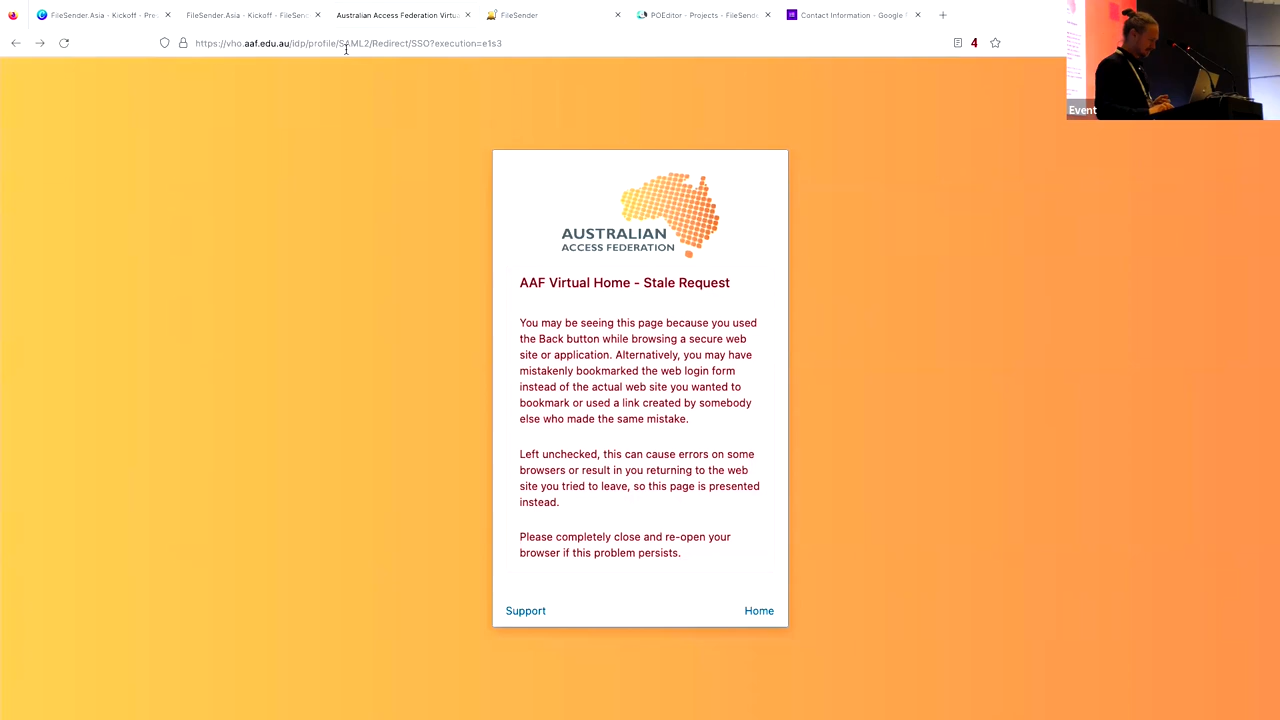 FileSender.Asia - Kickoff - Pre
FileSender.Asia - Kickoff - FileSen
Australian Access Federation Virtu
FileSender
POEditor - Projects - FileSend
Contact Information - Google F
https://vho.aaf.edu.au/idp/profile/SAML2/Redirect/SSO?execution=e1s3
4
Event
AUSTRALIAN
ACCESS FEDERATION
AAF Virtual Home - Stale Request
You may be seeing this page because you used
the Back button while browsing a secure web
site or application. Alternatively, you may have
mistakenly bookmarked the web login form
instead of the actual web site you wanted to
bookmark or used a link created by somebody
else who made the same mistake.
Left unchecked, this can cause errors on some
browsers or result in you returning to the web
site you tried to leave, so this page is presented
instead.
Please completely close and re-open your
browser if this problem persists.
Support
Home